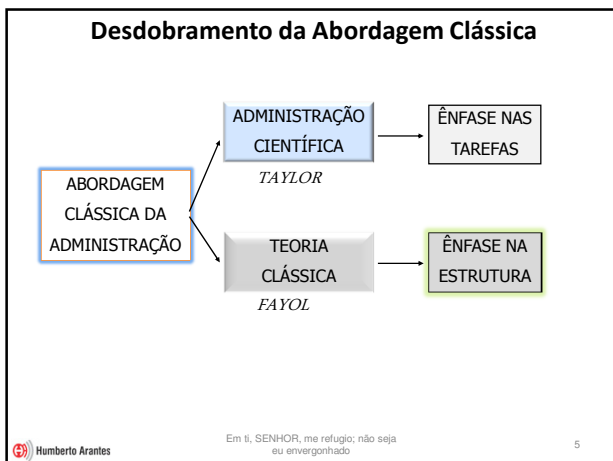 Desdobramento da Abordagem Clássica
ADMINISTRAÇÃO
CIENTÍFICA
TAYLOR
ÊNFASE NAS
TAREFAS
ABORDAGEM
CLÁSSICA DA
ADMINISTRAÇÃO
TEORIA
CLÁSSICA
FAYOL
ÊNFASE NA
ESTRUTURA
Humberto Arantes
Em ti, SENHOR, me refugio; não seja
eu envergonhado
5